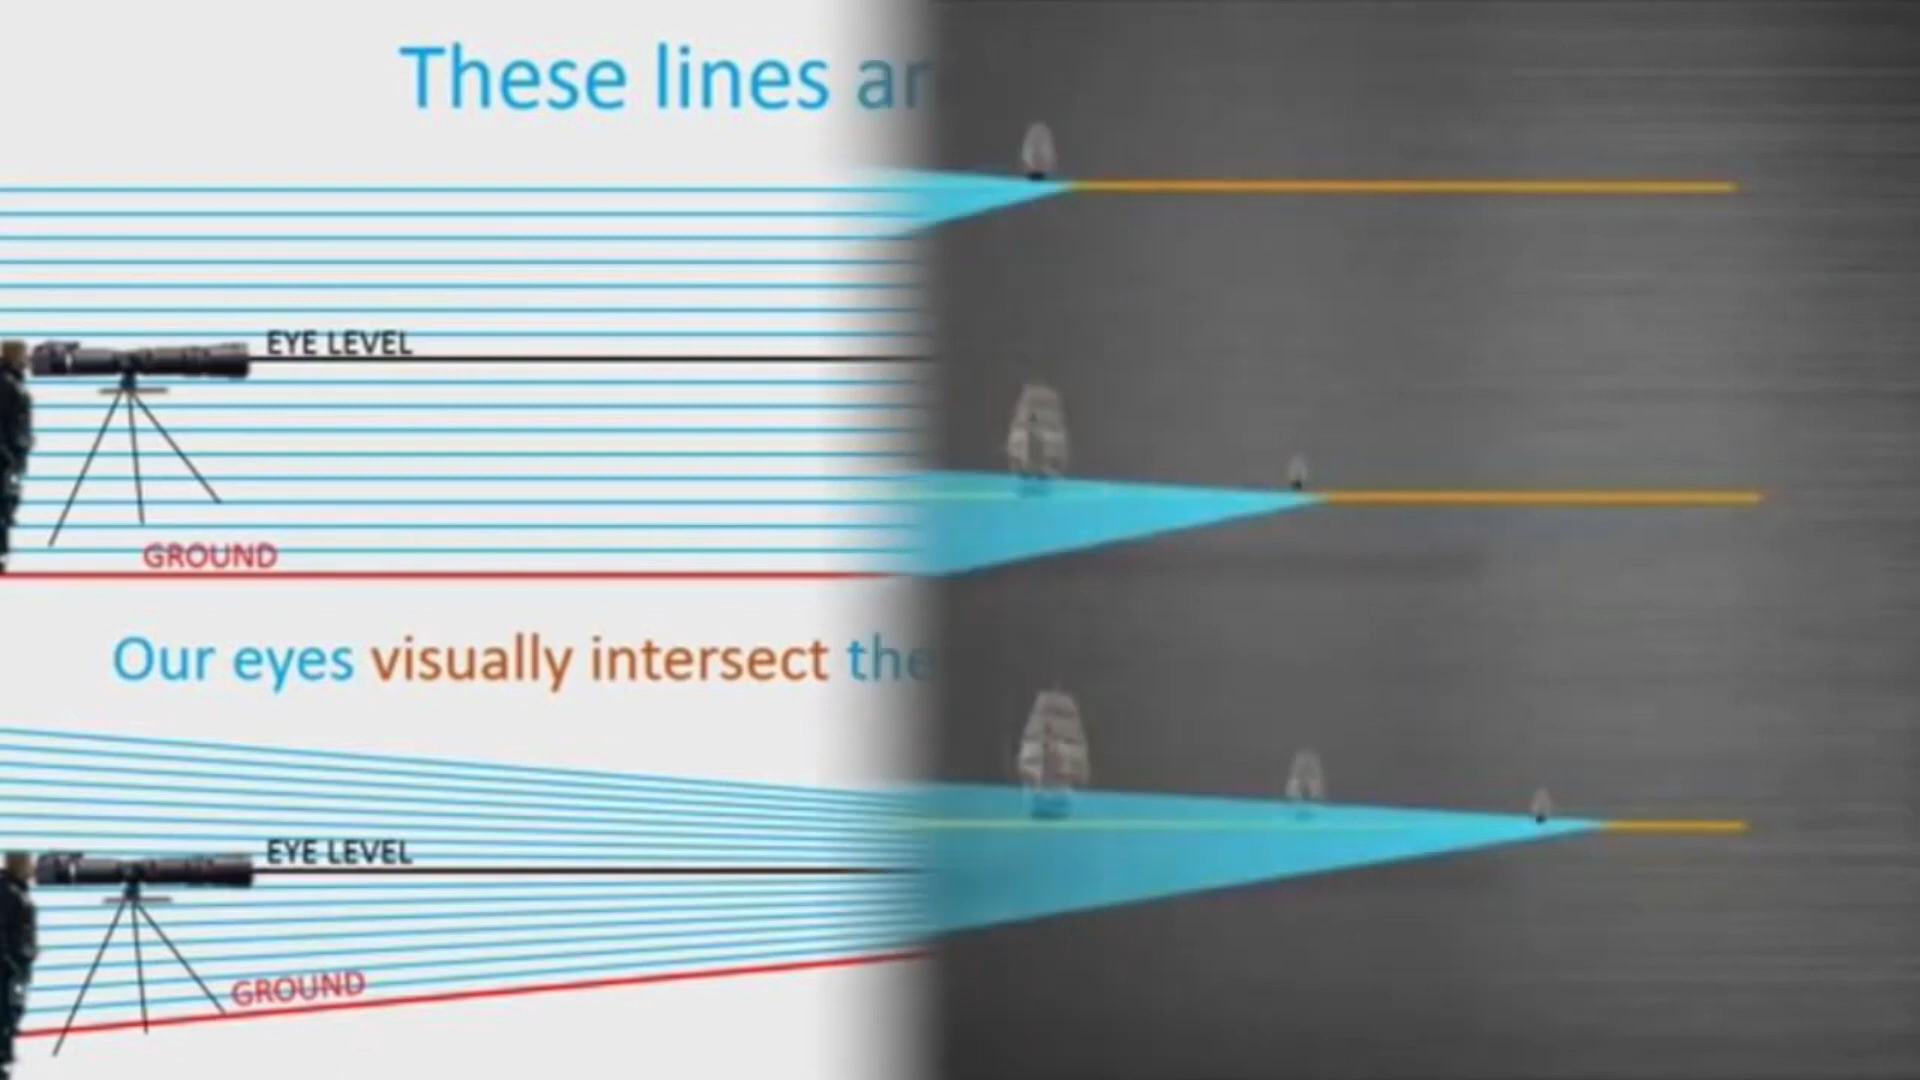 These lines ar
EYE LEVEL
GROUND
Our eyes visually intersect the
EYE LEVEL
GROUND